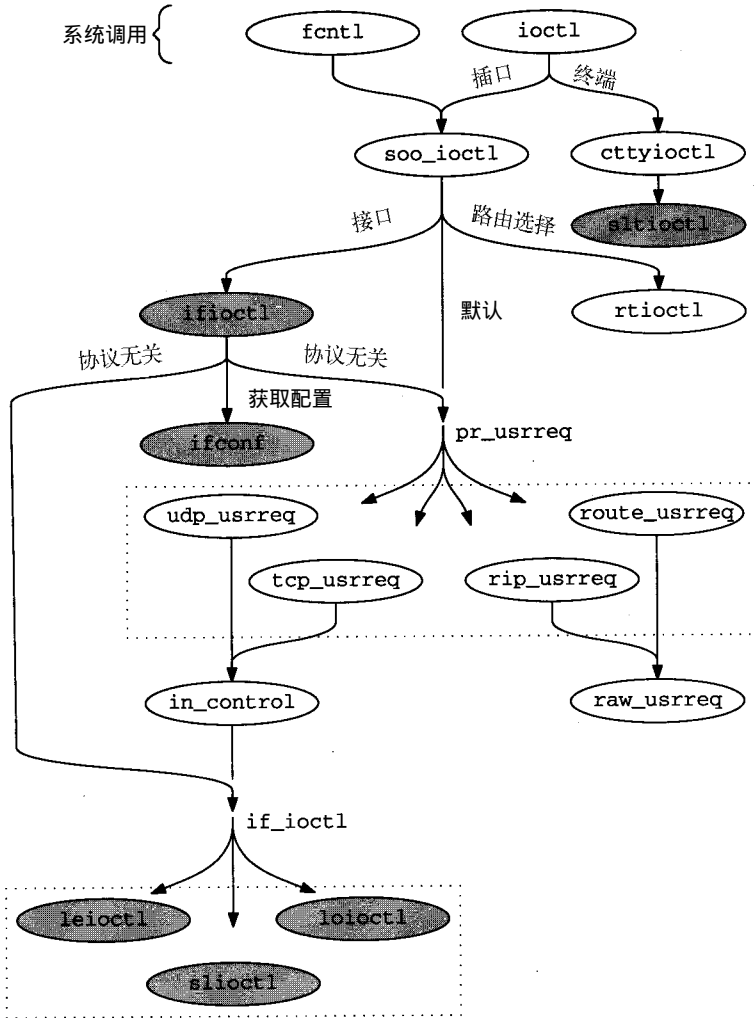 系统调用
fcntl
ioctl
插口
终端
soo_ioctl
cttyioctl
接口
路由选择
sltioctl
ifioctl
默认
rtioctl
协议无关
协议无关
获取配置
ifconf
pr_usrreq
udp_usrreq
route_usrreq
tcp_usrreq
rip_usrreq
in_control
raw_usrreq
if_ioctl
leioctl
loioctl
slioctl